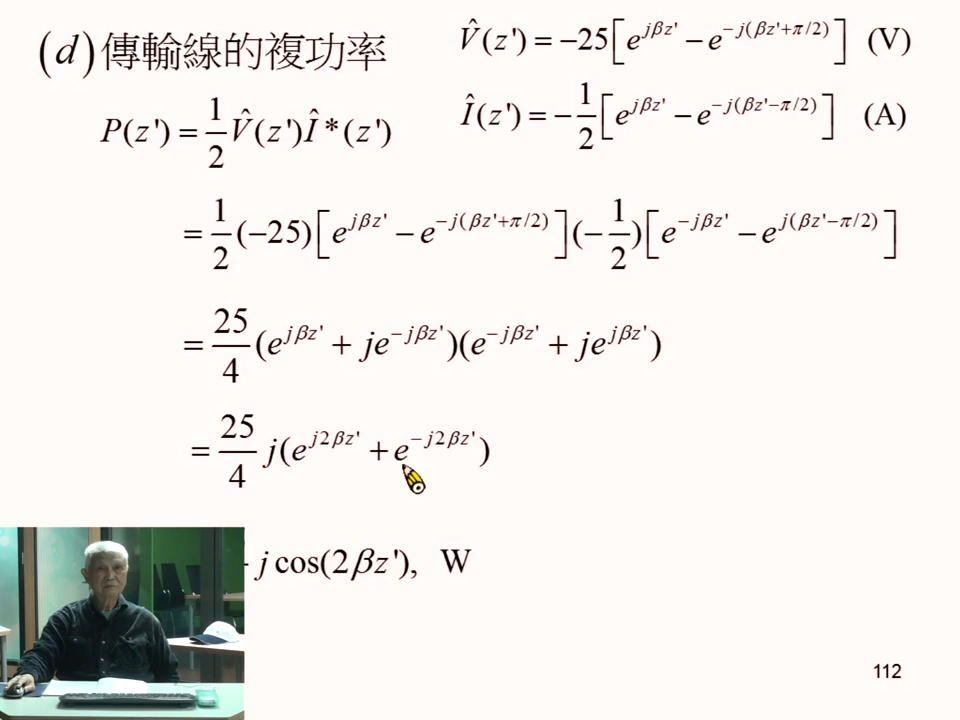 (d)傳輸線的複功率
V̂(z') = −25[e^{jβz'} − e^{−j(βz'+π/2)}] (V)
Î(z') = −1/2[e^{jβz'} − e^{−j(βz'−π/2)}] (A)
P(z') = 1/2 V̂(z')Î*(z')
= 1/2(−25)[e^{jβz'} − e^{−j(βz'+π/2)}](−1/2)[e^{−jβz'} − e^{j(βz'−π/2)}]
= 25/4(e^{jβz'} + je^{−jβz'})(e^{−jβz'} + je^{jβz'})
= 25/4 j(e^{j2βz'} + e^{−j2βz'})
j cos(2βz'), W
112